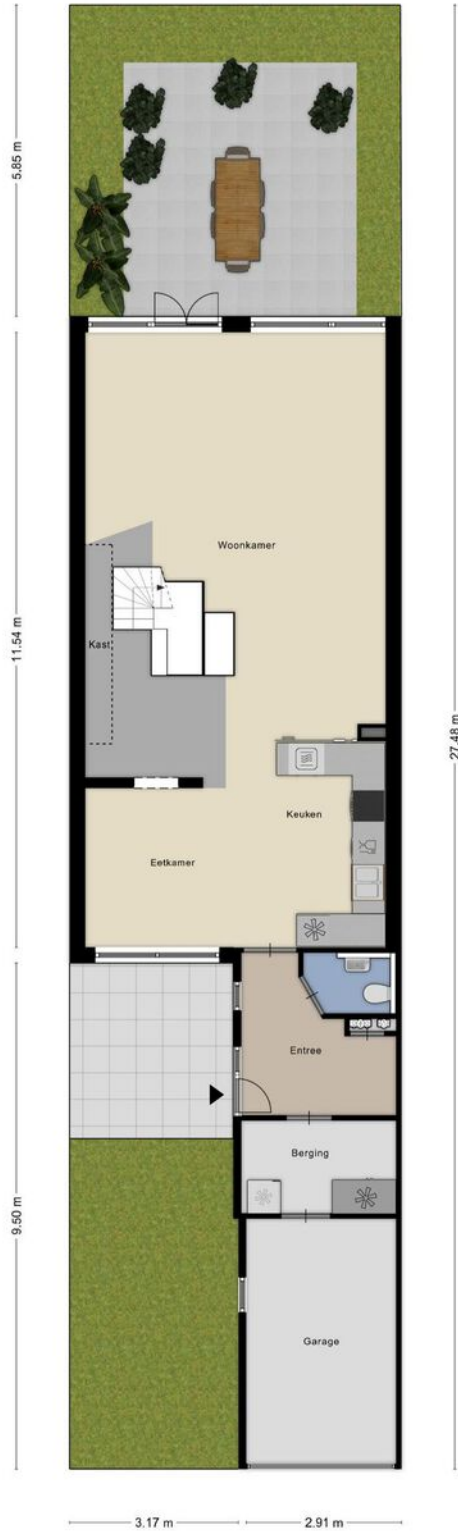 5.85 m
Woonkamer
11.54 m
Kast
27.48 m
Keuken
Eetkamer
Entree
Berging
9.50 m
Garage
3.17 m
2.91 m